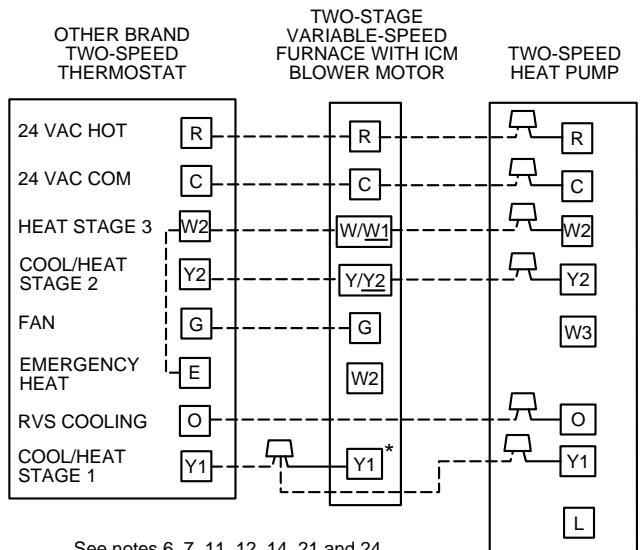 OTHER BRAND
TWO-SPEED
THERMOSTAT
TWO-STAGE
VARIABLE-SPEED
FURNACE WITH ICM
BLOWER MOTOR
TWO-SPEED
HEAT PUMP
24 VAC HOT R R R
24 VAC COM C C C
HEAT STAGE 3 W2 W/W1 W2
COOL/HEAT
STAGE 2 Y2 Y/Y2 Y2
FAN G G W3
EMERGENCY
HEAT E W2
RVS COOLING O O
COOL/HEAT
STAGE 1 Y1 Y1* Y1
L
See notes 6, 7, 11, 12, 14, 21 and 24